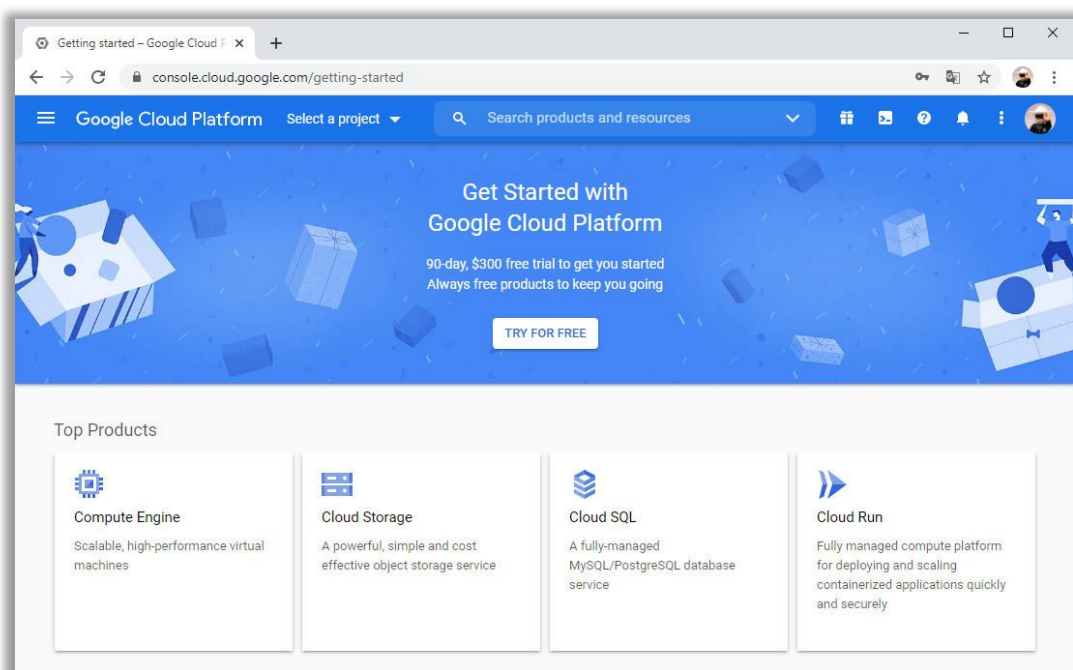 Getting started – Google Cloud P
console.cloud.google.com/getting-started
Google Cloud Platform
Select a project
Search products and resources
Get Started with
Google Cloud Platform
90-day, $300 free trial to get you started
Always free products to keep you going
TRY FOR FREE
Top Products
Compute Engine
Scalable, high-performance virtual
machines
Cloud Storage
A powerful, simple and cost
effective object storage service
Cloud SQL
A fully-managed
MySQL/PostgreSQL database
service
Cloud Run
Fully managed compute platform
for deploying and scaling
containerized applications quickly
and securely